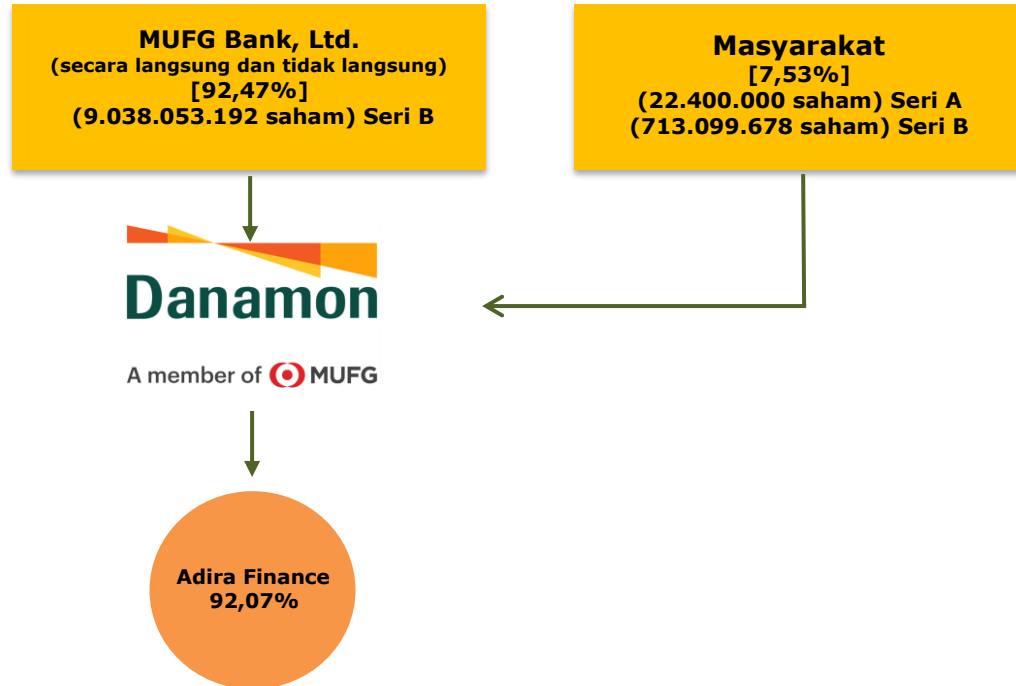 MUFG Bank, Ltd.
(secara langsung dan tidak langsung)
[92,47%]
(9.038.053.192 saham) Seri B
Masyarakat
[7,53%]
(22.400.000 saham) Seri A
(713.099.678 saham) Seri B
Danamon
A member of MUFG
Adira Finance
92,07%